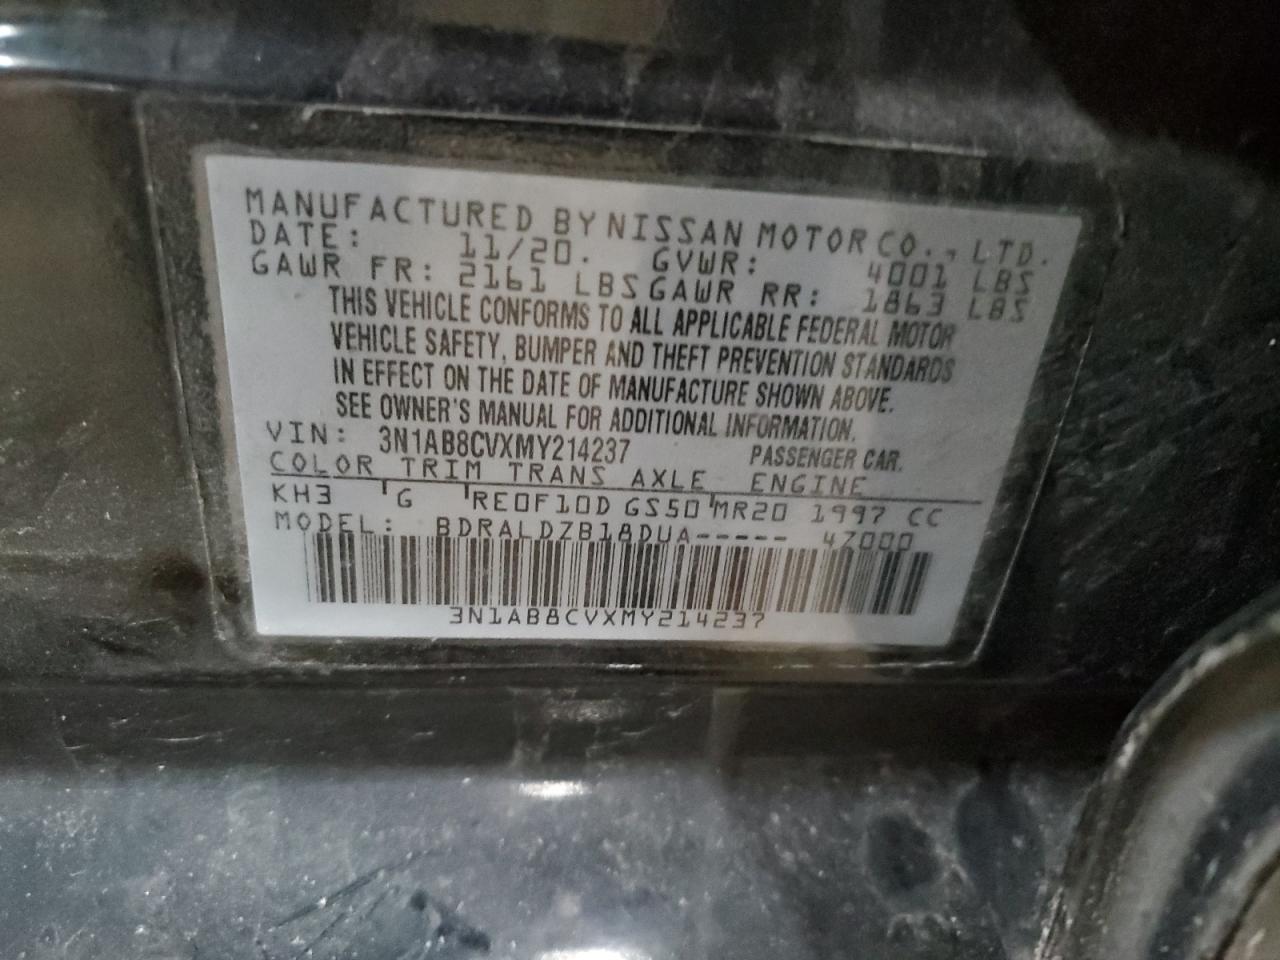 MANUFACTURED BY NISSAN MOTOR CO., LTD.
DATE: 11/20. GVWR: 4001 LBS
GAWR FR: 2161 LBS GAWR RR: 1863 LBS
THIS VEHICLE CONFORMS TO ALL APPLICABLE FEDERAL MOTOR
VEHICLE SAFETY, BUMPER AND THEFT PREVENTION STANDARDS
IN EFFECT ON THE DATE OF MANUFACTURE SHOWN ABOVE.
SEE OWNER'S MANUAL FOR ADDITIONAL INFORMATION.
VIN: 3N1AB8CVXMY214237 PASSENGER CAR.
COLOR TRIM TRANS AXLE ENGINE
KH3 G RE0F10D GS50 MR20 1997 CC
MODEL: BDRALDZB18DUA----- 47000
3N1AB8CVXMY214237